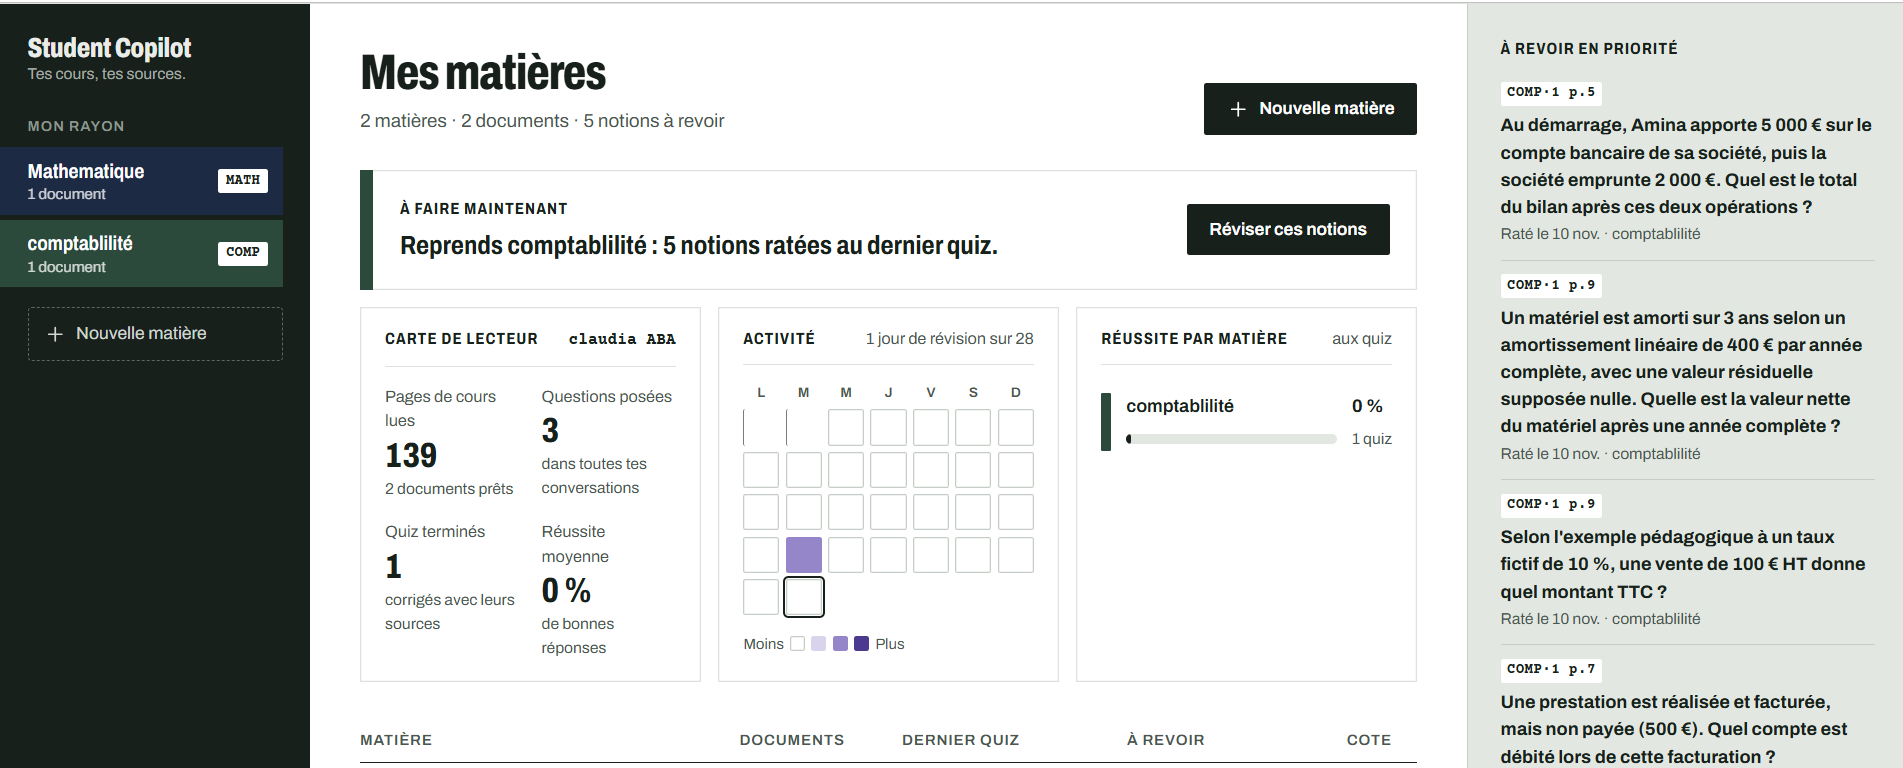 Student Copilot
Tes cours, tes sources.
MON RAYON
Mathematique
1 document
MATH
comptablilité
1 document
COMP
+ Nouvelle matière
Mes matières
2 matières · 2 documents · 5 notions à revoir
+ Nouvelle matière
À FAIRE MAINTENANT
Reprends comptablilité : 5 notions ratées au dernier quiz.
Réviser ces notions
CARTE DE LECTEUR
claudia ABA
Pages de cours
lues
139
2 documents prêts
Questions posées
3
dans toutes tes
conversations
Quiz terminés
1
corrigés avec leurs
sources
Réussite
moyenne
0 %
de bonnes
réponses
ACTIVITÉ
1 jour de révision sur 28
L M M J V S D
Moins
Plus
RÉUSSITE PAR MATIÈRE
aux quiz
comptablilité
0 %
1 quiz
MATIÈRE
DOCUMENTS
DERNIER QUIZ
À REVOIR
COTE
À REVOIR EN PRIORITÉ
COMP·1 p.5
Au démarrage, Amina apporte 5 000 € sur le
compte bancaire de sa société, puis la
société emprunte 2 000 €. Quel est le total
du bilan après ces deux opérations ?
Raté le 10 nov. · comptablilité
COMP·1 p.9
Un matériel est amorti sur 3 ans selon un
amortissement linéaire de 400 € par année
complète, avec une valeur résiduelle
supposée nulle. Quelle est la valeur nette
du matériel après une année complète ?
Raté le 10 nov. · comptablilité
COMP·1 p.9
Selon l'exemple pédagogique à un taux
fictif de 10 %, une vente de 100 € HT donne
quel montant TTC ?
Raté le 10 nov. · comptablilité
COMP·1 p.7
Une prestation est réalisée et facturée,
mais non payée (500 €). Quel compte est
débité lors de cette facturation ?